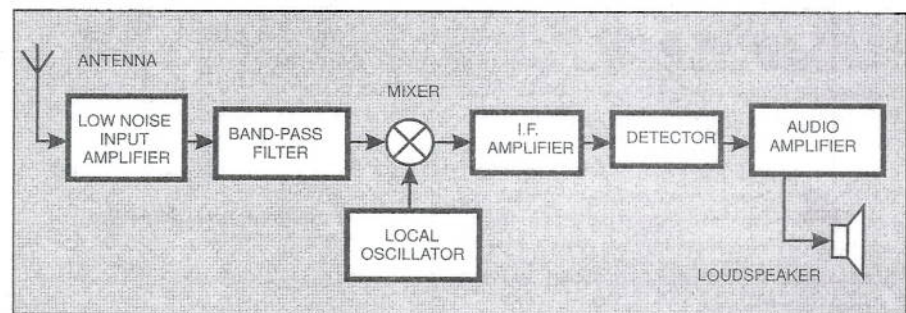 ANTENNA
LOW NOISE
INPUT
AMPLIFIER
BAND-PASS
FILTER
MIXER
LOCAL
OSCILLATOR
I.F.
AMPLIFIER
DETECTOR
AUDIO
AMPLIFIER
LOUDSPEAKER